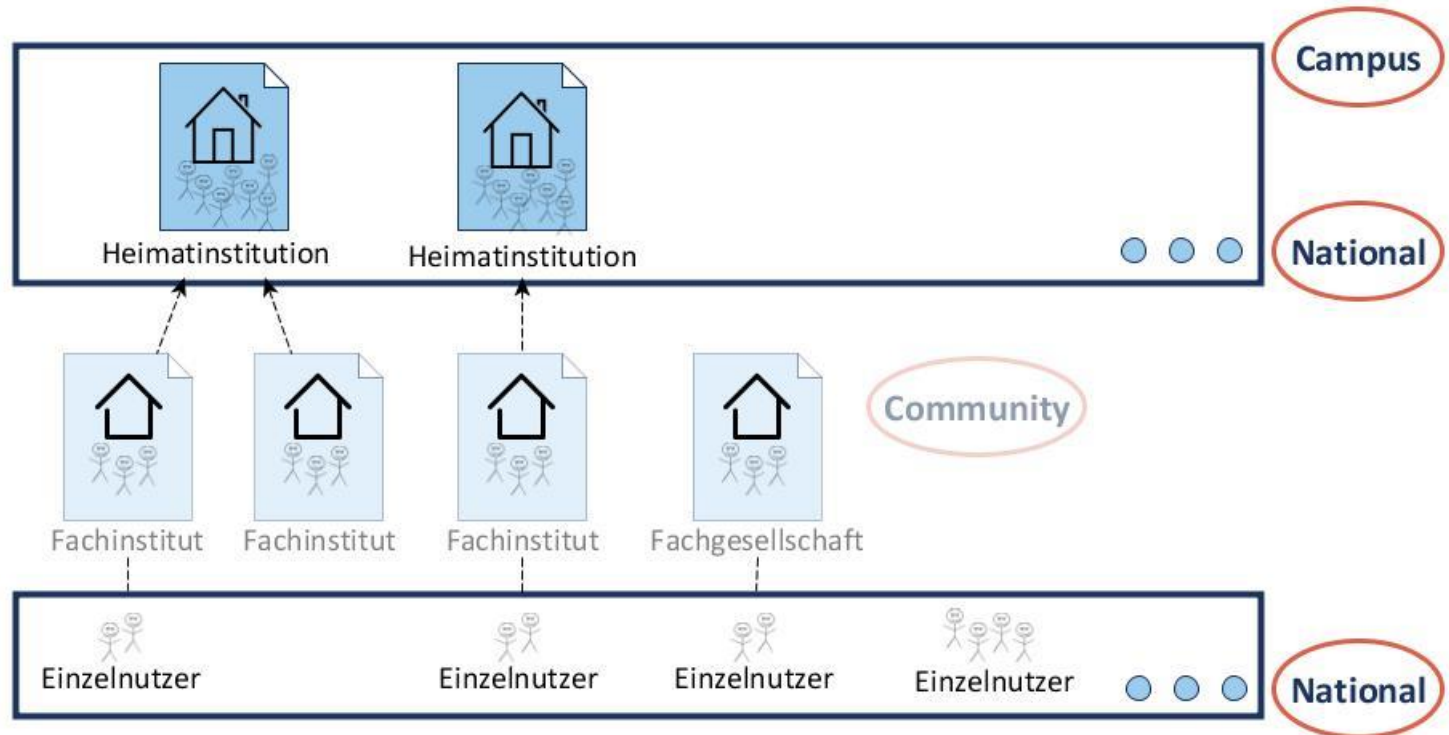 Campus
Heimatinstitution
Heimatinstitution
National
Community
Fachinstitut
Fachinstitut
Fachinstitut
Fachgesellschaft
Einzelnutzer
Einzelnutzer
Einzelnutzer
Einzelnutzer
National